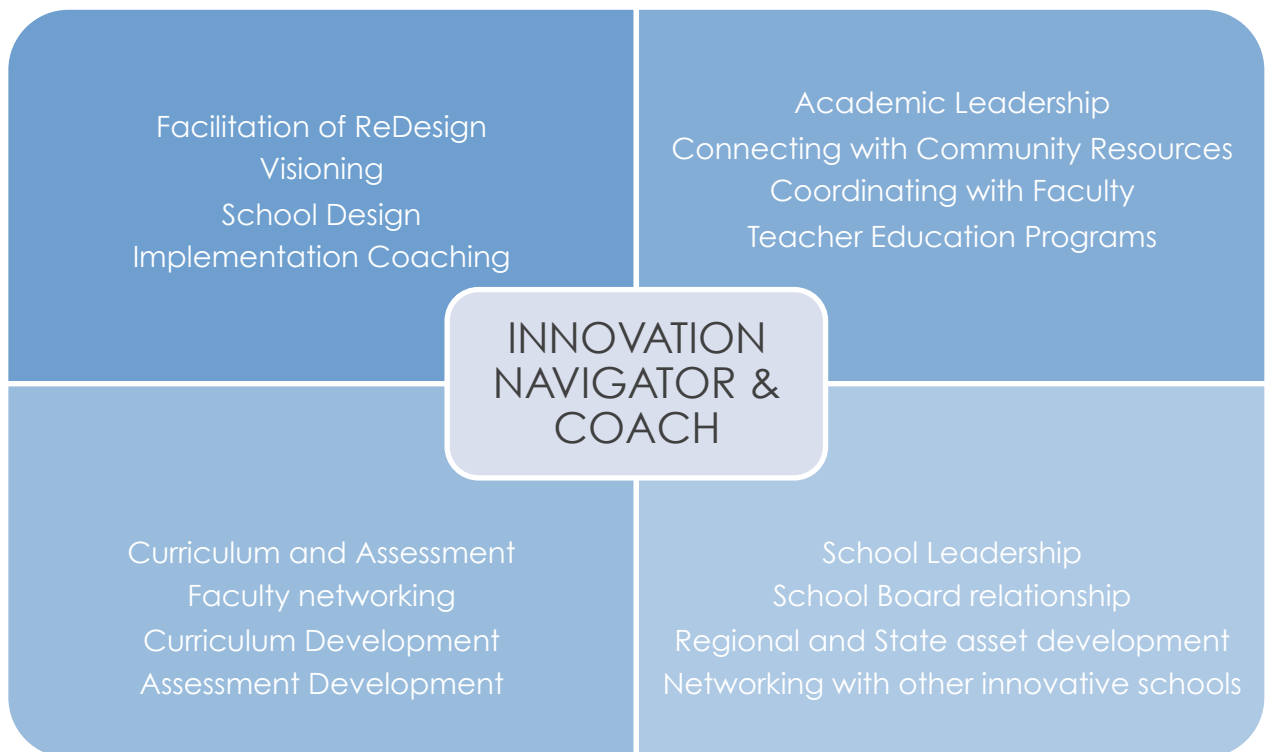 Facilitation of ReDesign
Visioning
School Design
Implementation Coaching
Academic Leadership
Connecting with Community Resources
Coordinating with Faculty
Teacher Education Programs
INNOVATION
NAVIGATOR &
COACH
Curriculum and Assessment
Faculty networking
Curriculum Development
Assessment Development
School Leadership
School Board relationship
Regional and State asset development
Networking with other innovative schools